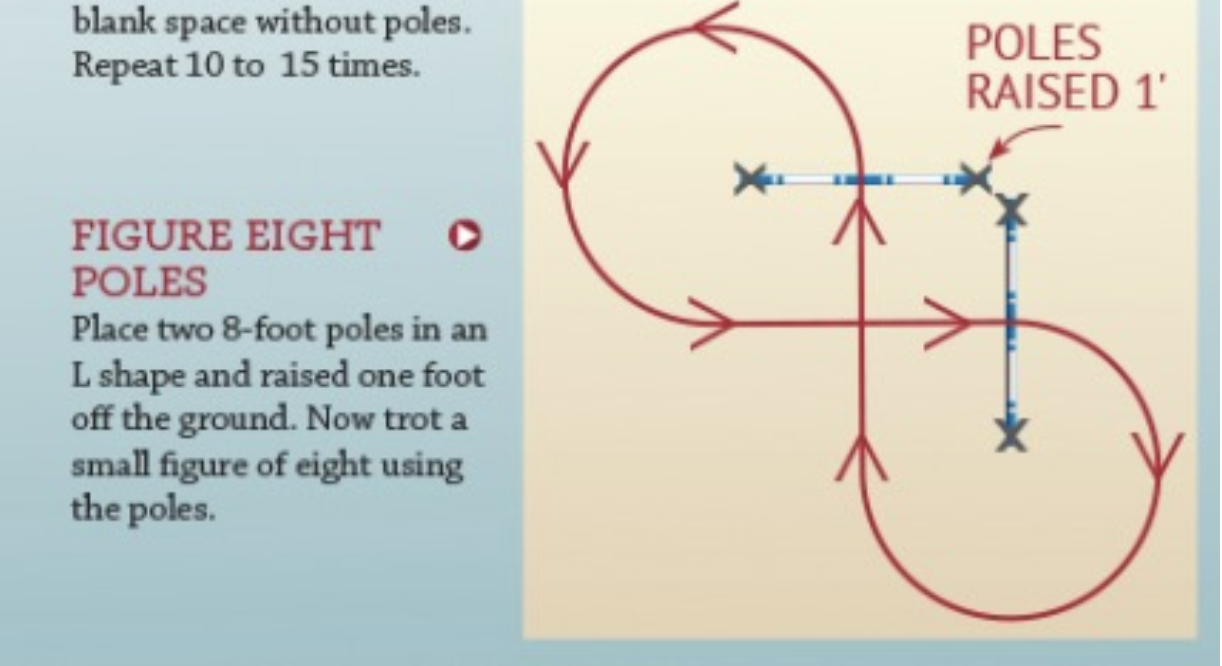 blank space without poles.
Repeat 10 to 15 times.
FIGURE EIGHT
POLES
Place two 8-foot poles in an
L shape and raised one foot
off the ground. Now trot a
small figure of eight using
the poles.
POLES
RAISED 1'